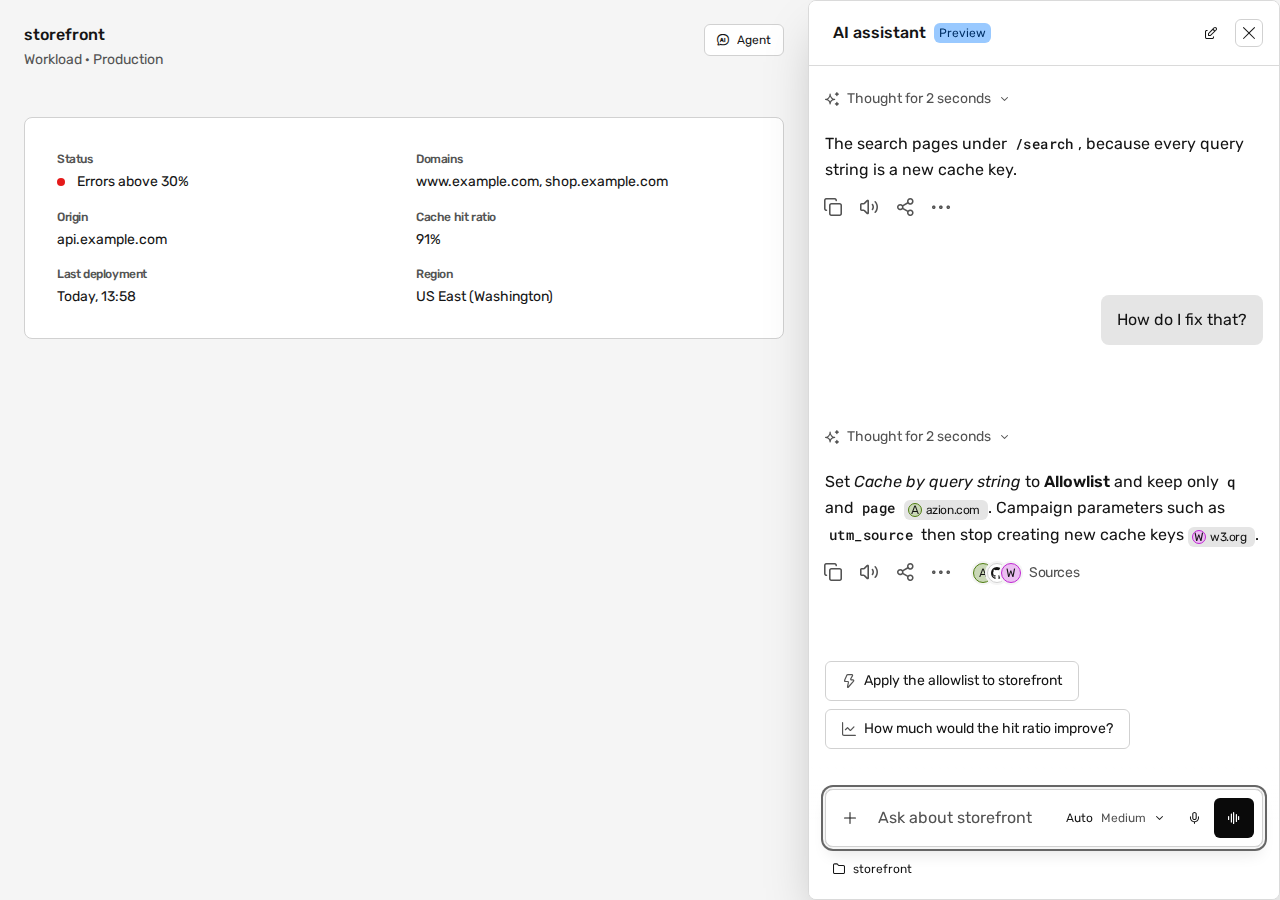 storefront
Workload • Production
Agent
Status
Errors above 30%
Domains
www.example.com, shop.example.com
Origin
api.example.com
Cache hit ratio
91%
Last deployment
Today, 13:58
Region
US East (Washington)
AI assistant
Preview
Thought for 2 seconds
The search pages under /search, because every query
string is a new cache key.
How do I fix that?
Thought for 2 seconds
Set Cache by query string to Allowlist and keep only q
and page A azion.com. Campaign parameters such as
utm_source then stop creating new cache keys W w3.org.
A W Sources
Apply the allowlist to storefront
How much would the hit ratio improve?
Ask about storefront Auto Medium
storefront